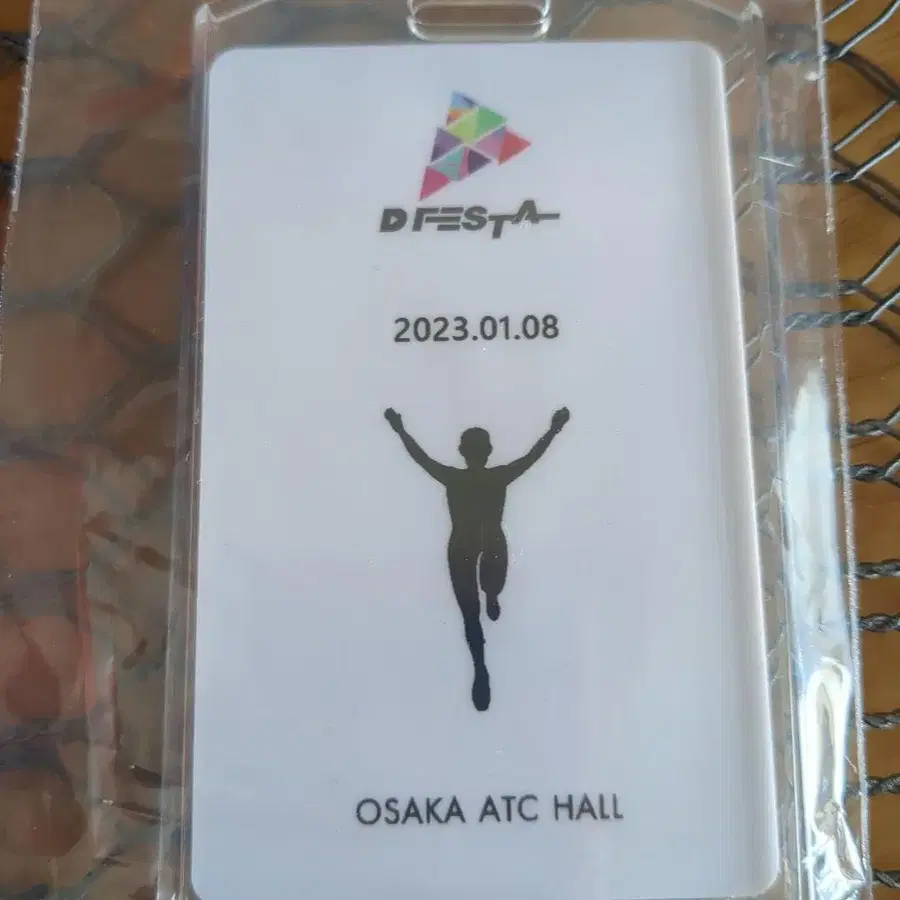 D'FESTA
2023.01.08
OSAKA ATC HALL